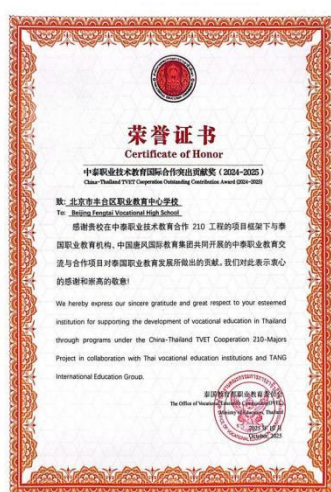 荣誉证书
Certificate of Honor
中泰职业技术教育国际合作突出贡献奖（2024-2025）
China-Thailand TVET Cooperation Outstanding Contribution Award (2024-2025)
致: 北京市丰台区职业教育中心学校
To: Beijing Fengtai Vocational High School
感谢贵校在中泰职业技术教育合作 210 工程的项目框架下与泰
国职业教育机构、中国唐风国际教育集团共同开展的中泰职业教育交
流与合作项目对泰国职业教育发展所做出的贡献，我们对此表示衷心
的感谢和崇高的敬意!
We hereby express our sincere gratitude and great respect to your esteemed
institution for supporting the development of vocational education in Thailand
through programs under the China-Thailand TVET Cooperation 210-Majors
Project in collaboration with Thai vocational education institutions and TANG
International Education Group.
泰国教育部职业教育委员会
The Office of Vocational Education Commission (OVEC)
Ministry of Education, Thailand
2025 年 10 月
October, 2025